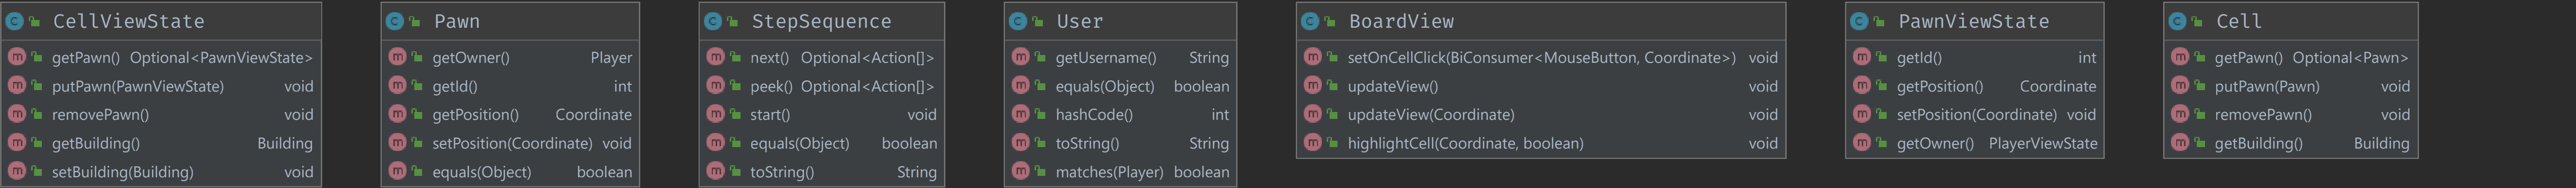 CellViewState
getPawn() Optional<PawnViewState>
putPawn(PawnViewState) void
removePawn() void
getBuilding() Building
setBuilding(Building) void
Pawn
getOwner() Player
getId() int
getPosition() Coordinate
setPosition(Coordinate) void
equals(Object) boolean
StepSequence
next() Optional<Action[]>
peek() Optional<Action[]>
start() void
equals(Object) boolean
toString() String
User
getUsername() String
equals(Object) boolean
hashCode() int
toString() String
matches(Player) boolean
BoardView
setOnCellClick(BiConsumer<MouseButton, Coordinate>) void
updateView() void
updateView(Coordinate) void
highlightCell(Coordinate, boolean) void
PawnViewState
getId() int
getPosition() Coordinate
setPosition(Coordinate) void
getOwner() PlayerViewState
Cell
getPawn() Optional<Pawn>
putPawn(Pawn) void
removePawn() void
getBuilding() Building